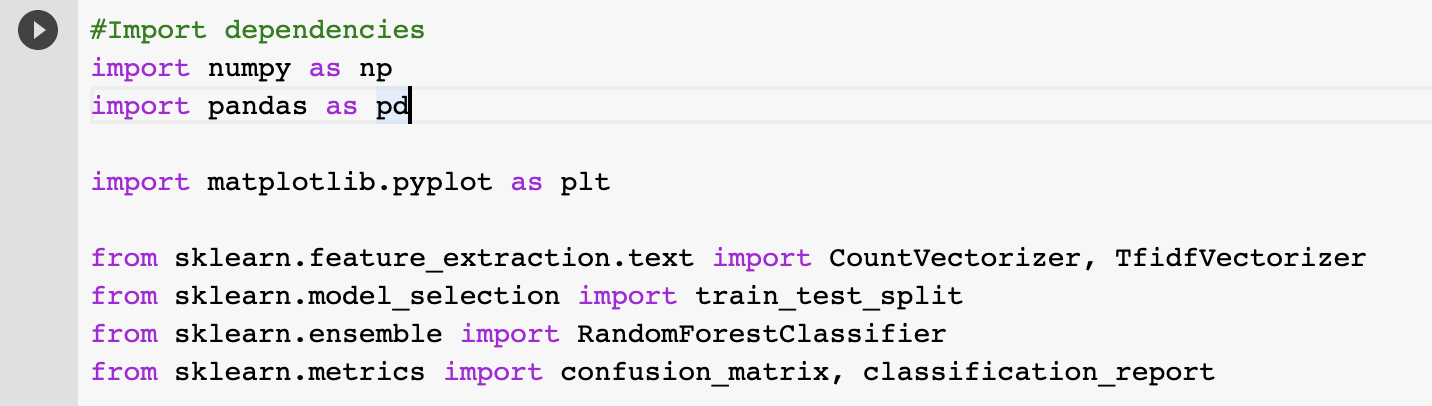 #Import dependencies
import numpy as np
import pandas as pd
import matplotlib.pyplot as plt
from sklearn.feature_extraction.text import CountVectorizer, TfidfVectorizer
from sklearn.model_selection import train_test_split
from sklearn.ensemble import RandomForestClassifier
from sklearn.metrics import confusion_matrix, classification_report